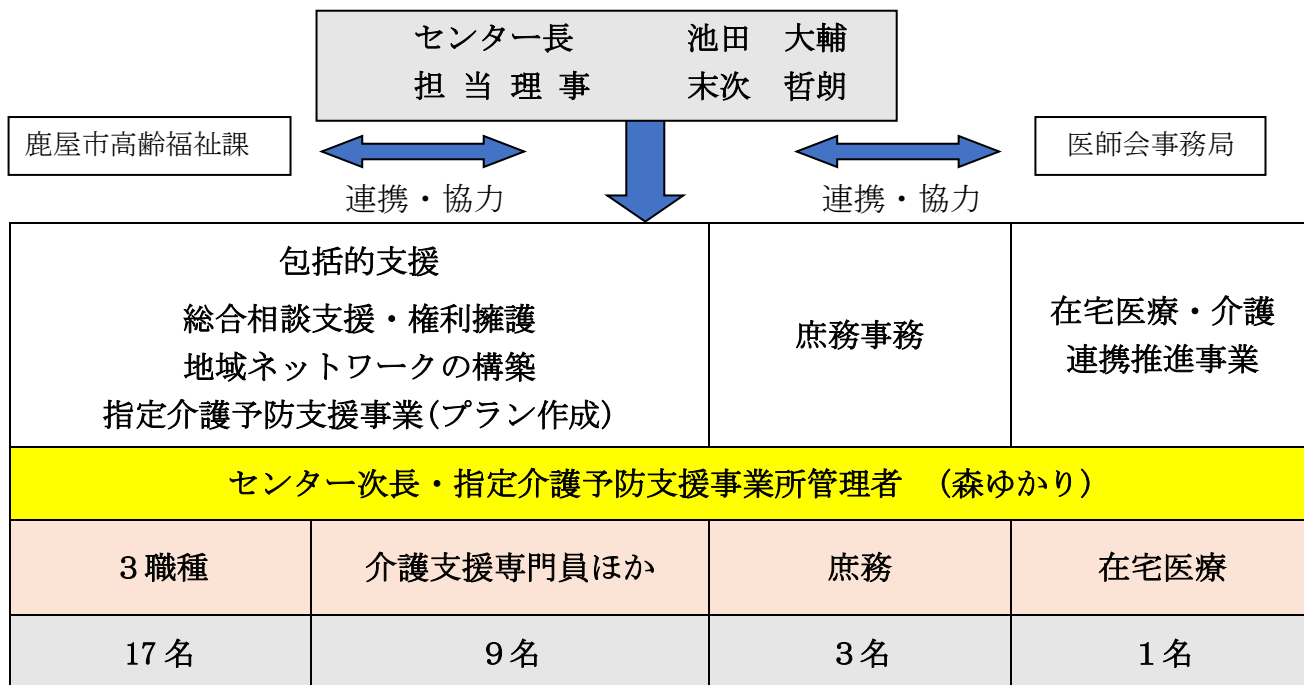 センター長　池田　大輔
担 当 理 事　末次　哲朗
鹿屋市高齢福祉課
医師会事務局
連携・協力
連携・協力
包括的支援
総合相談支援・権利擁護
地域ネットワークの構築
指定介護予防支援事業(プラン作成)
庶務事務
在宅医療・介護
連携推進事業
センター次長・指定介護予防支援事業所管理者　(森ゆかり)
３職種
介護支援専門員ほか
庶務
在宅医療
17名
９名
３名
１名